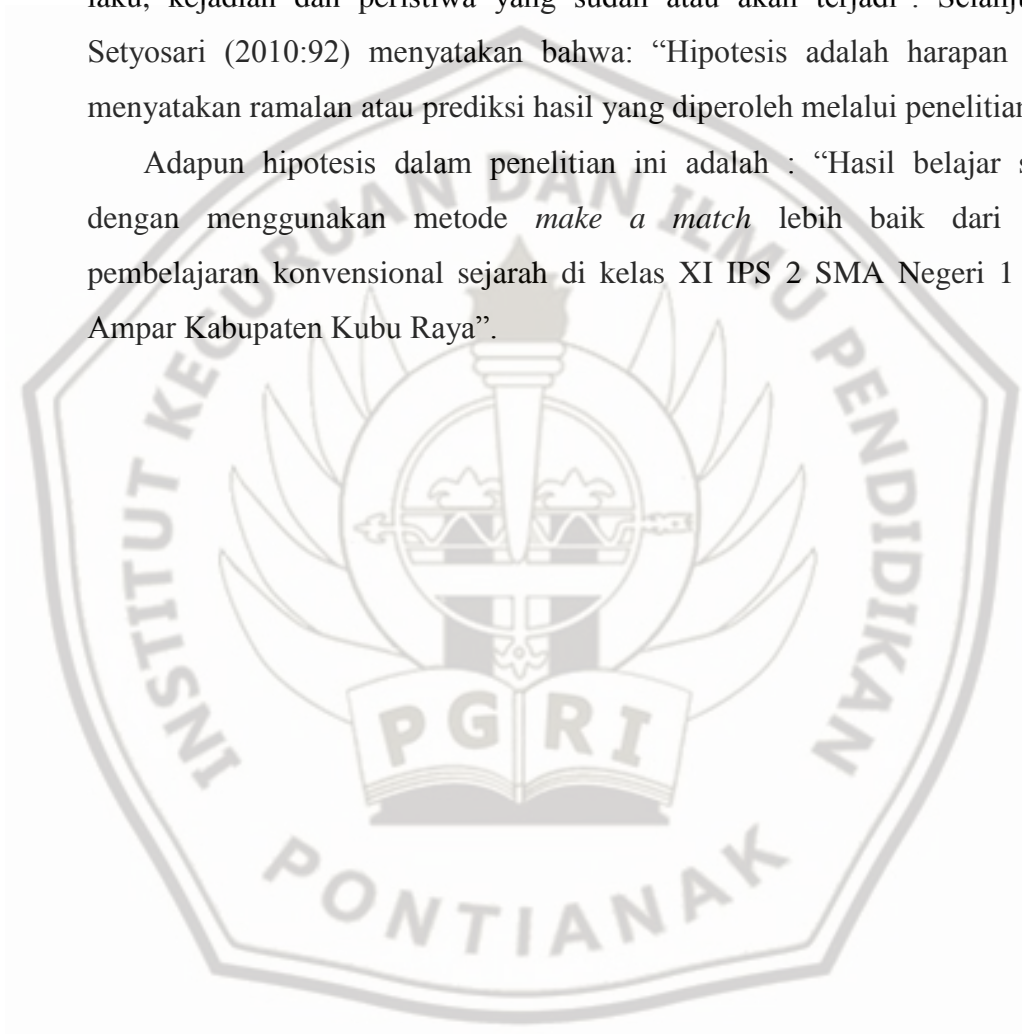 laku, kejadian dan peristiwa yang sudah atau akan terjadi”. Selanju
Setyosari (2010:92) menyatakan bahwa: “Hipotesis adalah harapan
menyatakan ramalan atau prediksi hasil yang diperoleh melalui penelitian
Adapun hipotesis dalam penelitian ini adalah : “Hasil belajar s
dengan menggunakan metode make a match lebih baik dari
pembelajaran konvensional sejarah di kelas XI IPS 2 SMA Negeri 1
Ampar Kabupaten Kubu Raya”.
INSTITUT KEGURUAN DAN ILMU PENDIDIKAN
PGRI
PONTIANAK